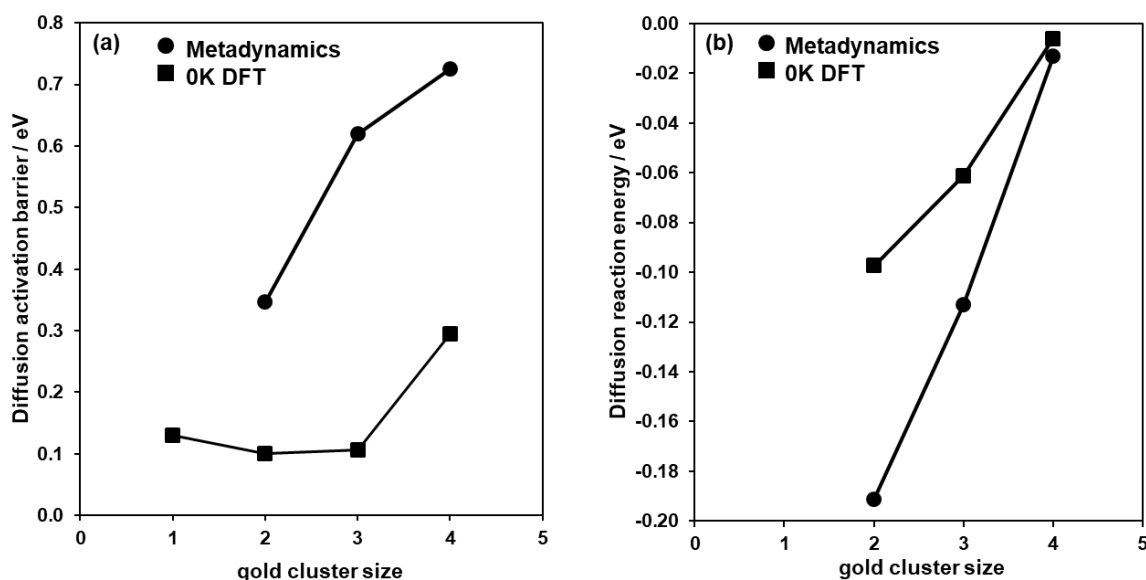 (a)
Metadynamics
0K DFT
Diffusion activation barrier / eV
0.8
0.7
0.6
0.5
0.4
0.3
0.2
0.1
0.0
0 1 2 3 4 5
gold cluster size
(b)
Metadynamics
0K DFT
Diffusion reaction energy / eV
0.00
-0.02
-0.04
-0.06
-0.08
-0.10
-0.12
-0.14
-0.16
-0.18
-0.20
0 1 2 3 4 5
gold cluster size